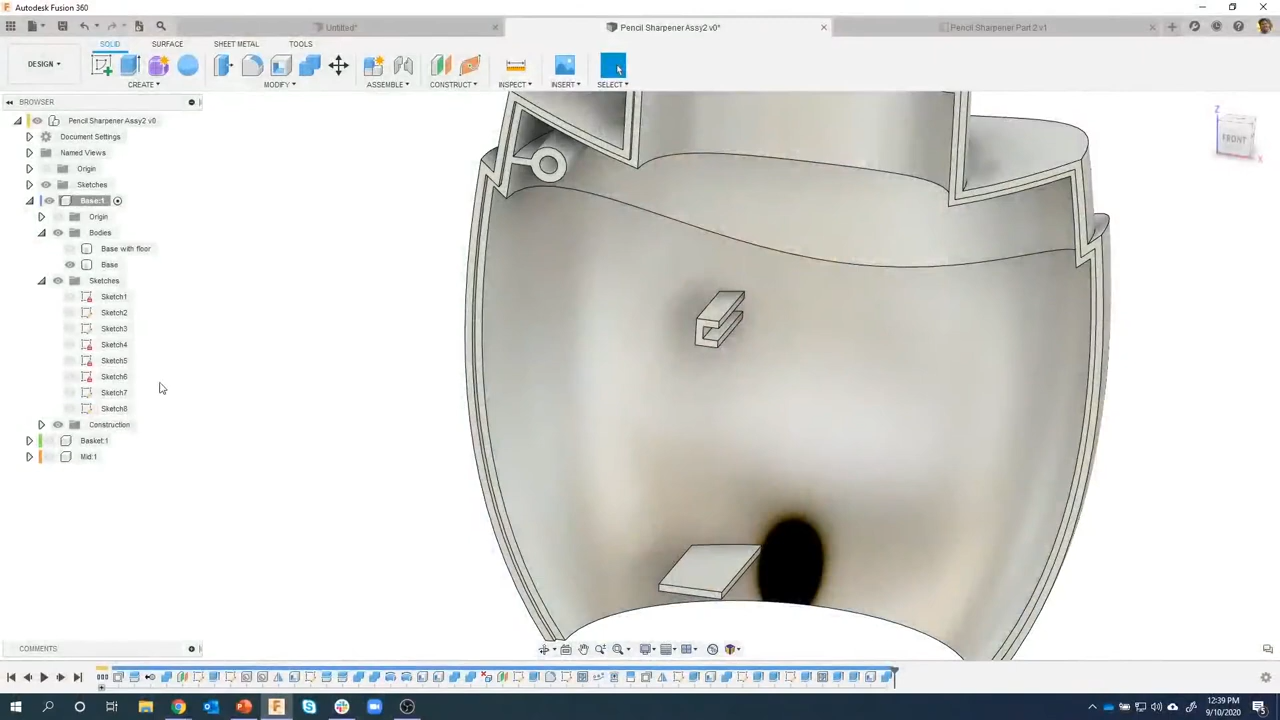 Autodesk Fusion 360
Untitled*
Pencil Sharpener Assy2 v0*
Pencil Sharpener Part 2 v1
SOLID
SURFACE
SHEET METAL
TOOLS
DESIGN
CREATE
MODIFY
ASSEMBLE
CONSTRUCT
INSPECT
INSERT
SELECT
BROWSER
Pencil Sharpener Assy2 v0
Document Settings
Named Views
Origin
Sketches
Base:1
Origin
Bodies
Base with floor
Base
Sketches
Sketch1
Sketch2
Sketch3
Sketch4
Sketch5
Sketch6
Sketch7
Sketch8
Construction
Basket:1
Mid:1
Z
FRONT
X
COMMENTS
12:39 PM
9/10/2020